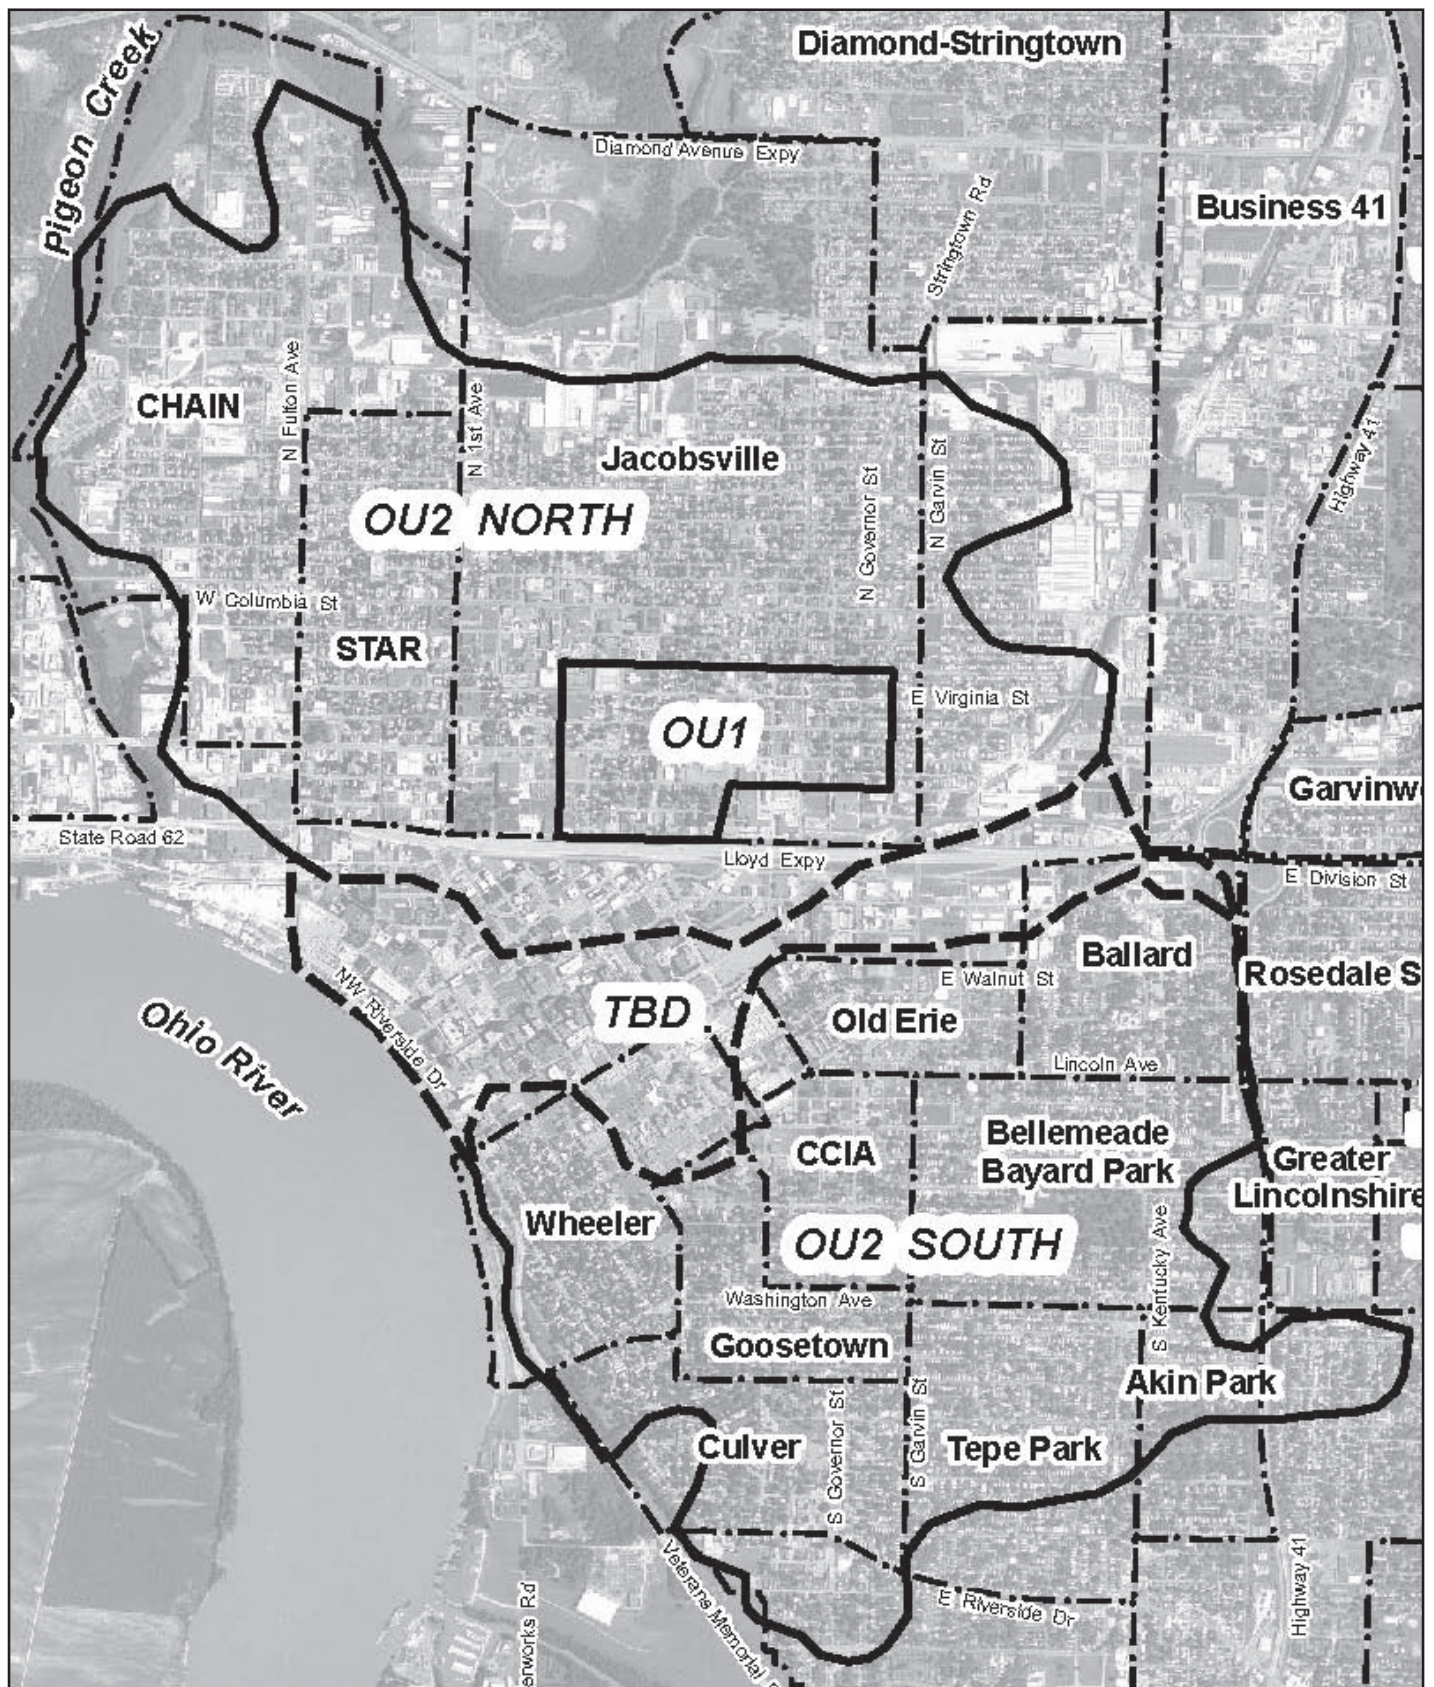 Diamond-Stringtown
Pigeon Creek
Diamond Avenue Expy
Stringtown Rd
Business 41
CHAIN
N Fulton Ave
N 1st Ave
Jacobsville
N Governor St
N Garvin St
Highway 41
OU2 NORTH
W Columbia St
STAR
OU1
E Virginia St
Garvinw
State Road 62
Lloyd Expy
E Division St
Ballard
E Walnut St
Rosedale S
NW Riverside Dr
TBD
Old Erie
Ohio River
Lincoln Ave
CCIA
Bellemeade
Bayard Park
Greater
Lincolnshire
Wheeler
OU2 SOUTH
S Kentucky Ave
Washington Ave
Goosetown
Akin Park
Culver
S Governor St
S Garvin St
Tepe Park
Veterans Memorial
E Riverside Dr
Highway 41
erworks Rd